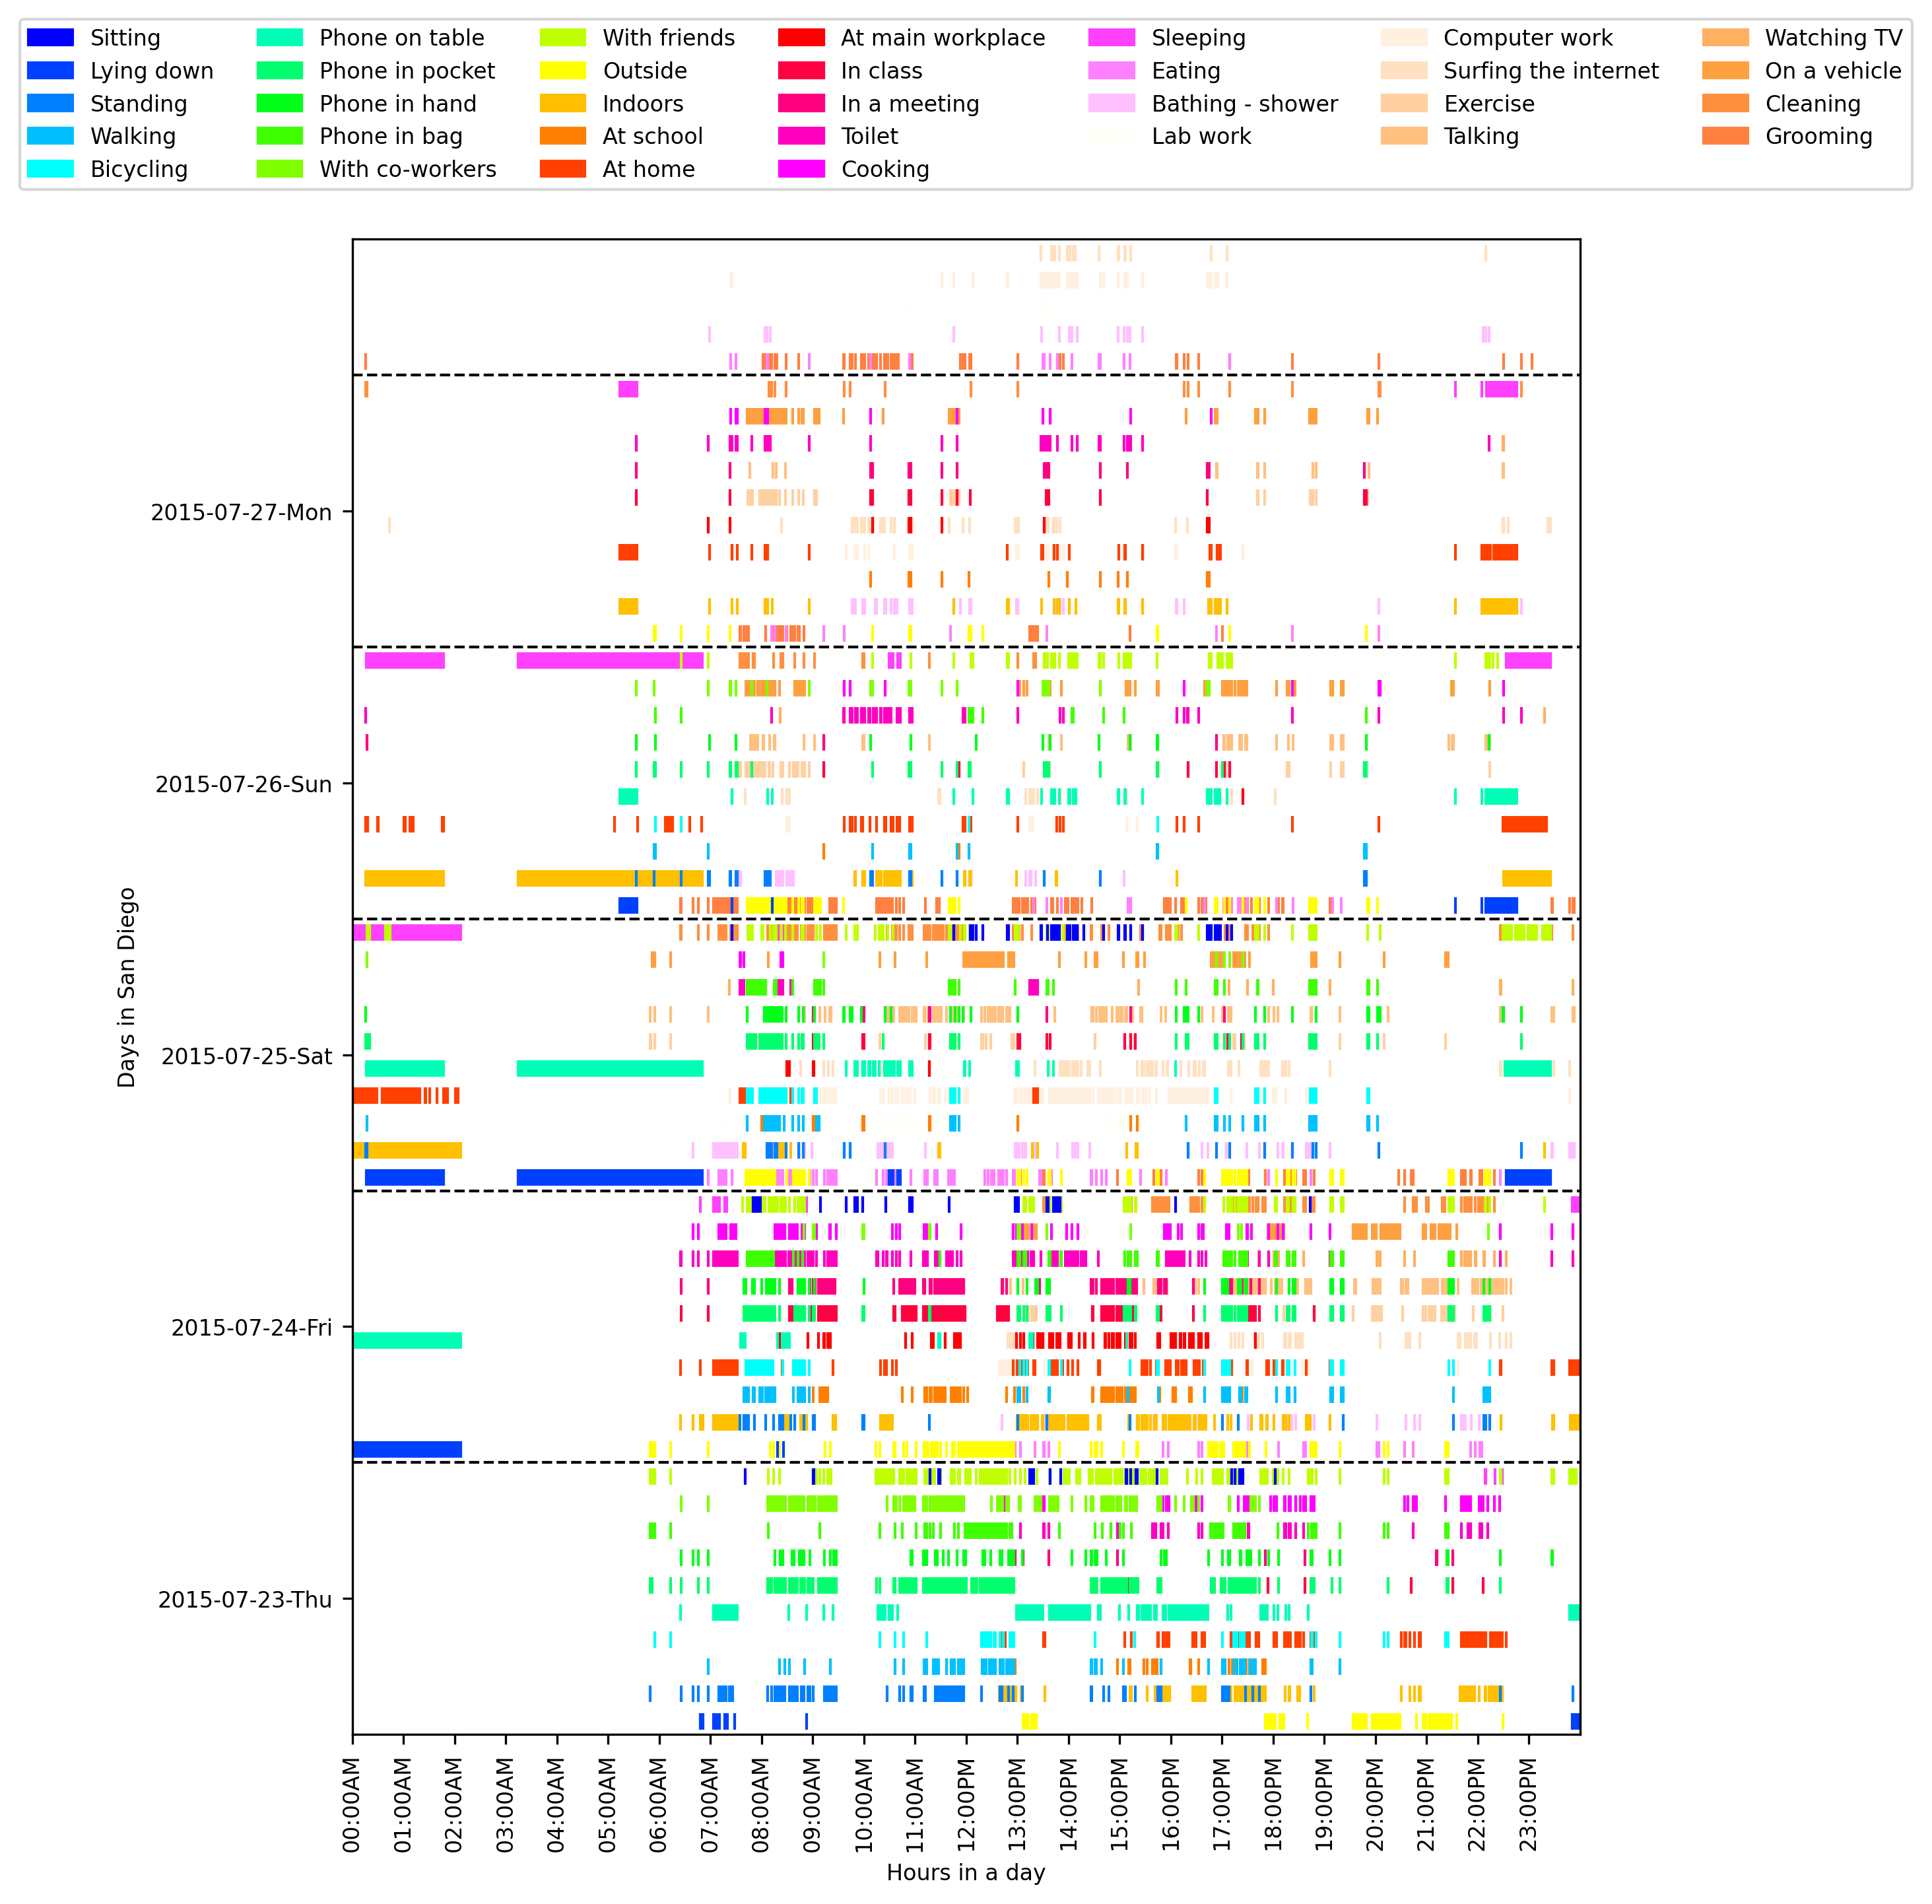 Sitting
Lying down
Standing
Walking
Bicycling
Phone on table
Phone in pocket
Phone in hand
Phone in bag
With co-workers
With friends
Outside
Indoors
At school
At home
At main workplace
In class
In a meeting
Toilet
Cooking
Sleeping
Eating
Bathing - shower
Lab work
Computer work
Surfing the internet
Exercise
Talking
Watching TV
On a vehicle
Cleaning
Grooming
Days in San Diego
2015-07-27-Mon
2015-07-26-Sun
2015-07-25-Sat
2015-07-24-Fri
2015-07-23-Thu
00:00AM
01:00AM
02:00AM
03:00AM
04:00AM
05:00AM
06:00AM
07:00AM
08:00AM
09:00AM
10:00AM
11:00AM
12:00PM
13:00PM
14:00PM
15:00PM
16:00PM
17:00PM
18:00PM
19:00PM
20:00PM
21:00PM
22:00PM
23:00PM
Hours in a day